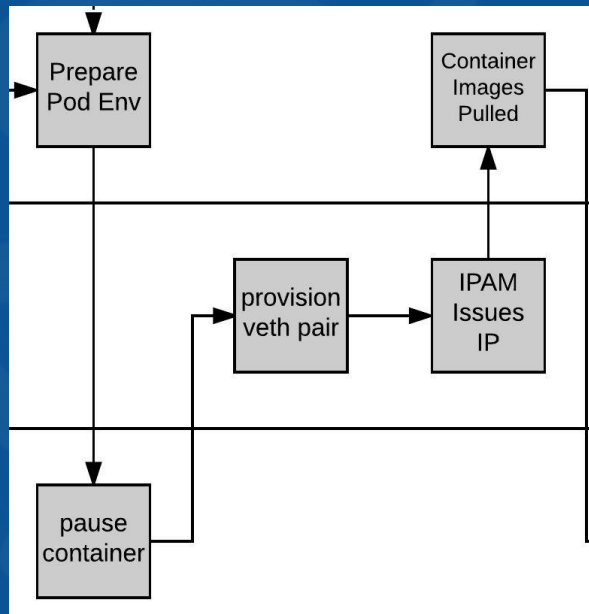 Prepare
Pod Env
Container
Images
Pulled
provision
veth pair
IPAM
Issues
IP
pause
container